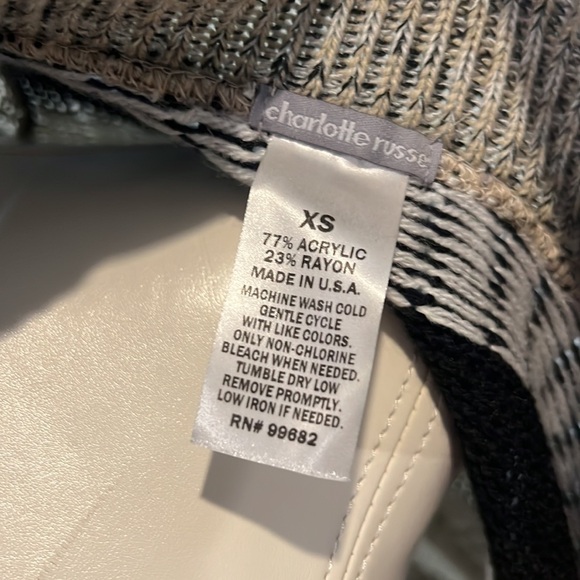 charlotte russe
XS
77% ACRYLIC
23% RAYON
MADE IN U.S.A.
MACHINE WASH COLD
GENTLE CYCLE
WITH LIKE COLORS.
ONLY NON-CHLORINE
BLEACH WHEN NEEDED.
TUMBLE DRY LOW
REMOVE PROMPTLY.
LOW IRON IF NEEDED.
RN# 99682